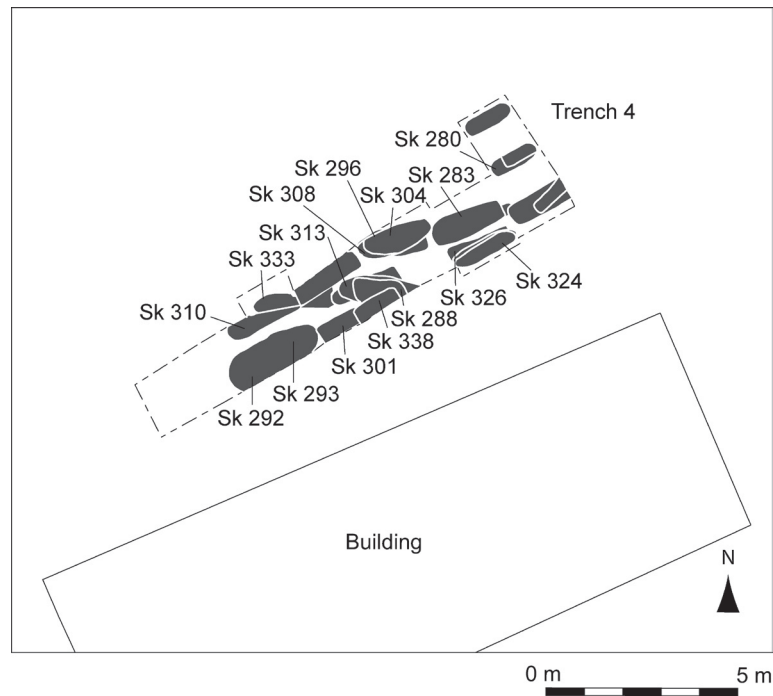 Trench 4
Sk 280
Sk 296
Sk 283
Sk 304
Sk 308
Sk 313
Sk 333
Sk 324
Sk 326
Sk 310
Sk 288
Sk 338
Sk 301
Sk 293
Sk 292
Building
N
0 m 5 m